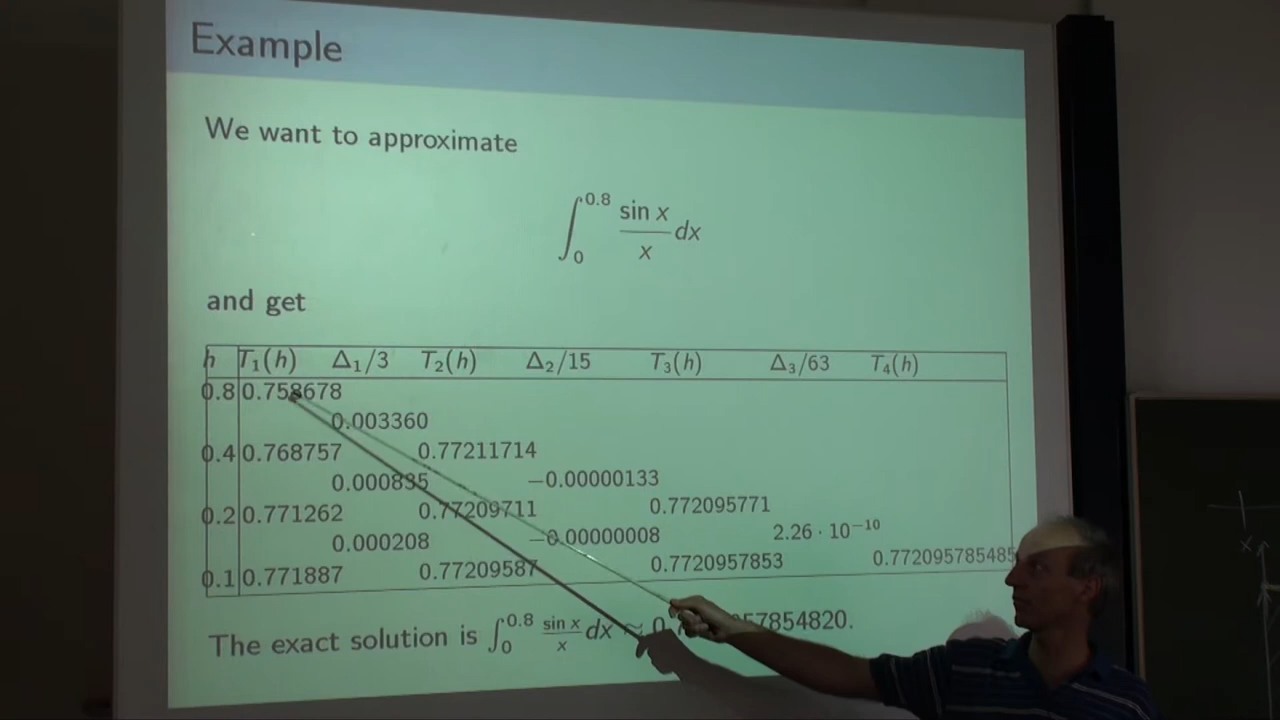 Example
We want to approximate
∫₀^0.8 sin x / x dx
and get
h T₁(h) Δ₁/3 T₂(h) Δ₂/15 T₃(h) Δ₃/63 T₄(h)
0.8 0.758678
0.003360
0.4 0.768757 0.77211714
0.000835 −0.00000133
0.2 0.771262 0.77209711 0.772095771
0.000208 −0.00000008 2.26 · 10⁻¹⁰
0.1 0.771887 0.77209587 0.7720957853 0.772095785485
The exact solution is ∫₀^0.8 sin x / x dx ≈ 57854820.
x